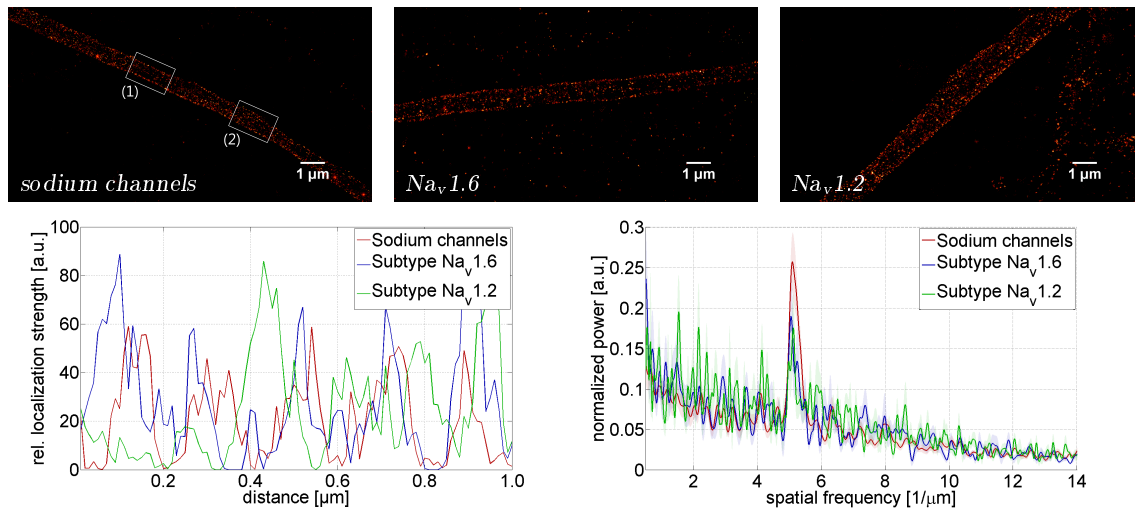 (1)
(2)
1 µm
sodium channels
1 µm
Nav1.6
1 µm
Nav1.2
100
80
60
40
20
0
rel. localization strength [a.u.]
Sodium channels
Subtype Nav1.6
Subtype Nav1.2
0.2
0.4
0.6
0.8
1.0
distance [µm]
0.3
0.25
0.2
0.15
0.1
0.05
0
normalized power [a.u.]
Sodium channels
Subtype Nav1.6
Subtype Nav1.2
2
4
6
8
10
12
14
spatial frequency [1/µm]